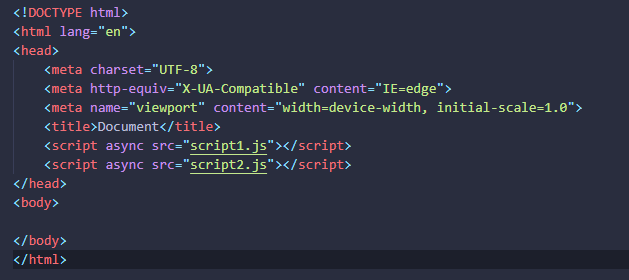 <!DOCTYPE html>
<html lang="en">
<head>
    <meta charset="UTF-8">
    <meta http-equiv="X-UA-Compatible" content="IE=edge">
    <meta name="viewport" content="width=device-width, initial-scale=1.0">
    <title>Document</title>
    <script async src="script1.js"></script>
    <script async src="script2.js"></script>
</head>
<body>

</body>
</html>